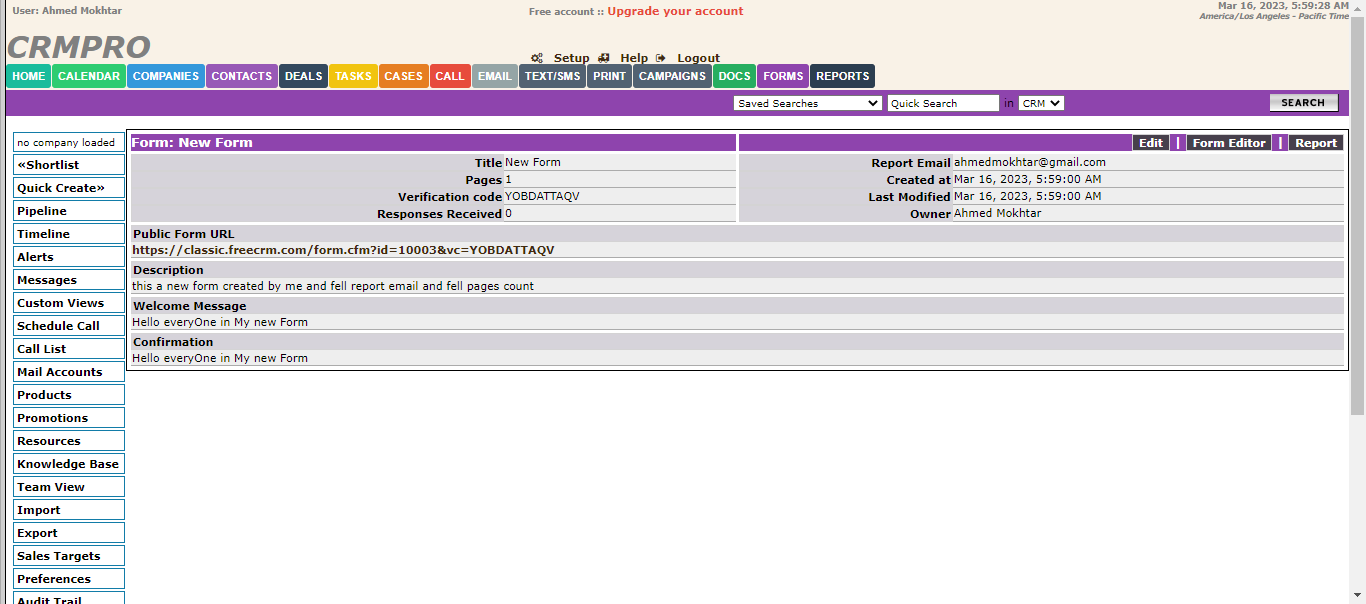 User: Ahmed Mokhtar
Free account :: Upgrade your account
Mar 16, 2023, 5:59:28 AM
America/Los Angeles - Pacific Time
CRMPRO
Setup Help Logout
HOME CALENDAR COMPANIES CONTACTS DEALS TASKS CASES CALL EMAIL TEXT/SMS PRINT CAMPAIGNS DOCS FORMS REPORTS
Saved Searches Quick Search in CRM SEARCH
no company loaded
«Shortlist
Quick Create»
Pipeline
Timeline
Alerts
Messages
Custom Views
Schedule Call
Call List
Mail Accounts
Products
Promotions
Resources
Knowledge Base
Team View
Import
Export
Sales Targets
Preferences
Audit Trail
Form: New Form
Edit | Form Editor | Report
Title New Form
Pages 1
Verification code YOBDATTAQV
Responses Received 0
Report Email ahmedmokhtar@gmail.com
Created at Mar 16, 2023, 5:59:00 AM
Last Modified Mar 16, 2023, 5:59:00 AM
Owner Ahmed Mokhtar
Public Form URL
https://classic.freecrm.com/form.cfm?id=10003&vc=YOBDATTAQV
Description
this a new form created by me and fell report email and fell pages count
Welcome Message
Hello everyOne in My new Form
Confirmation
Hello everyOne in My new Form